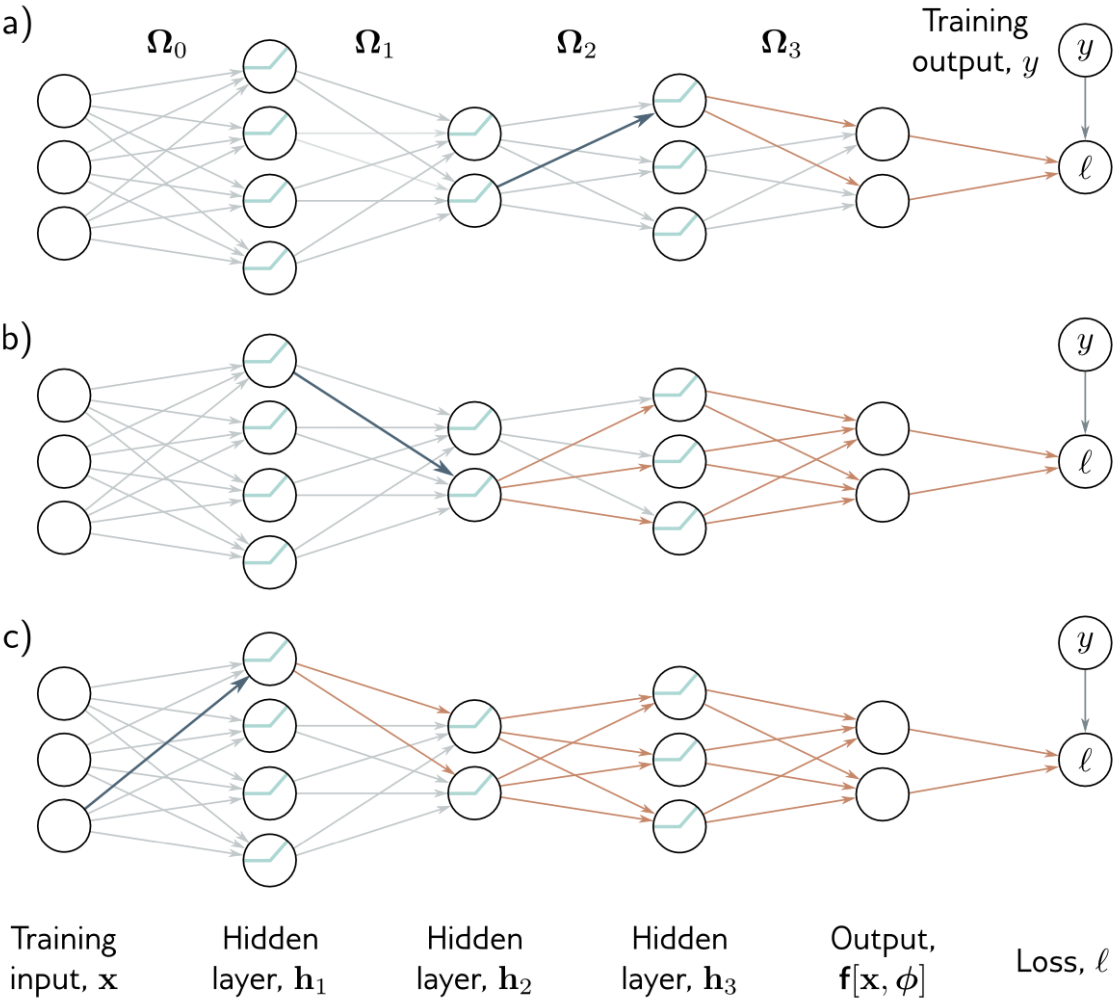 a)
𝛀₀ 𝛀₁ 𝛀₂ 𝛀₃
Training
output, y
y
ℓ
b)
y
ℓ
c)
y
ℓ
Training
input, 𝐱
Hidden
layer, 𝐡₁
Hidden
layer, 𝐡₂
Hidden
layer, 𝐡₃
Output,
𝐟[𝐱, 𝛟]
Loss, ℓ